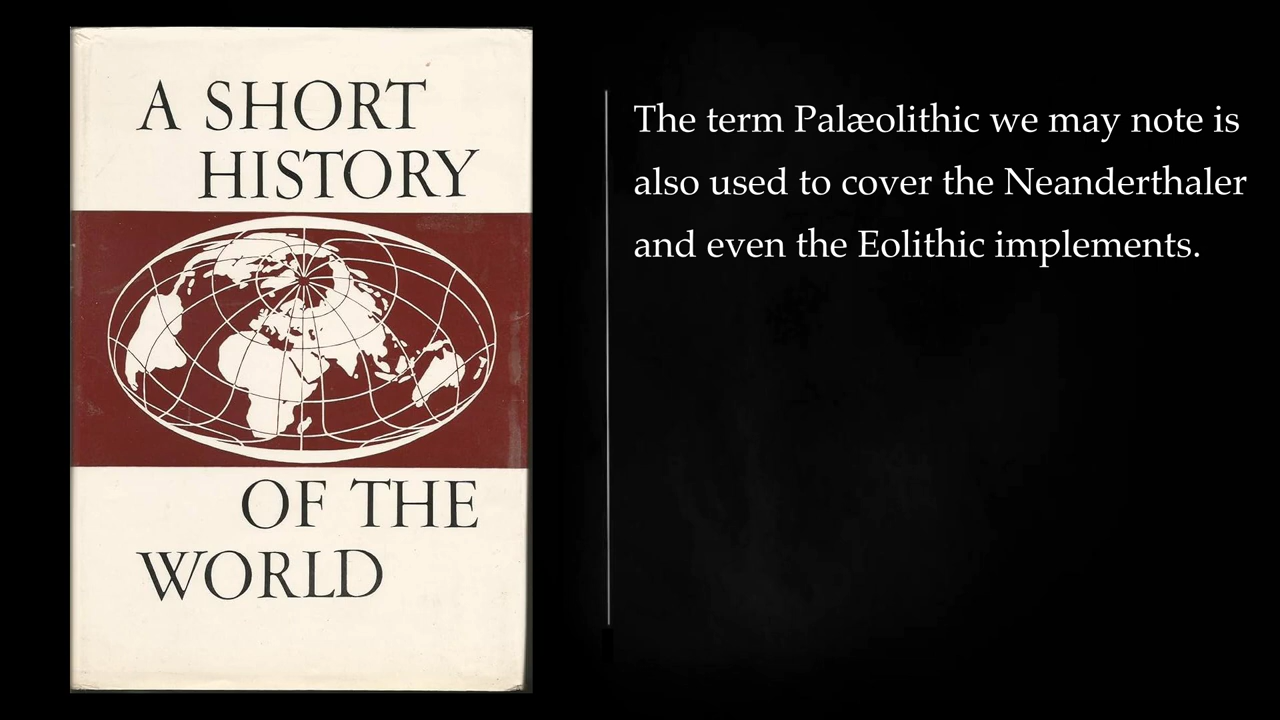 A SHORT
HISTORY
OF THE
WORLD
The term Palæolithic we may note is
also used to cover the Neanderthaler
and even the Eolithic implements.